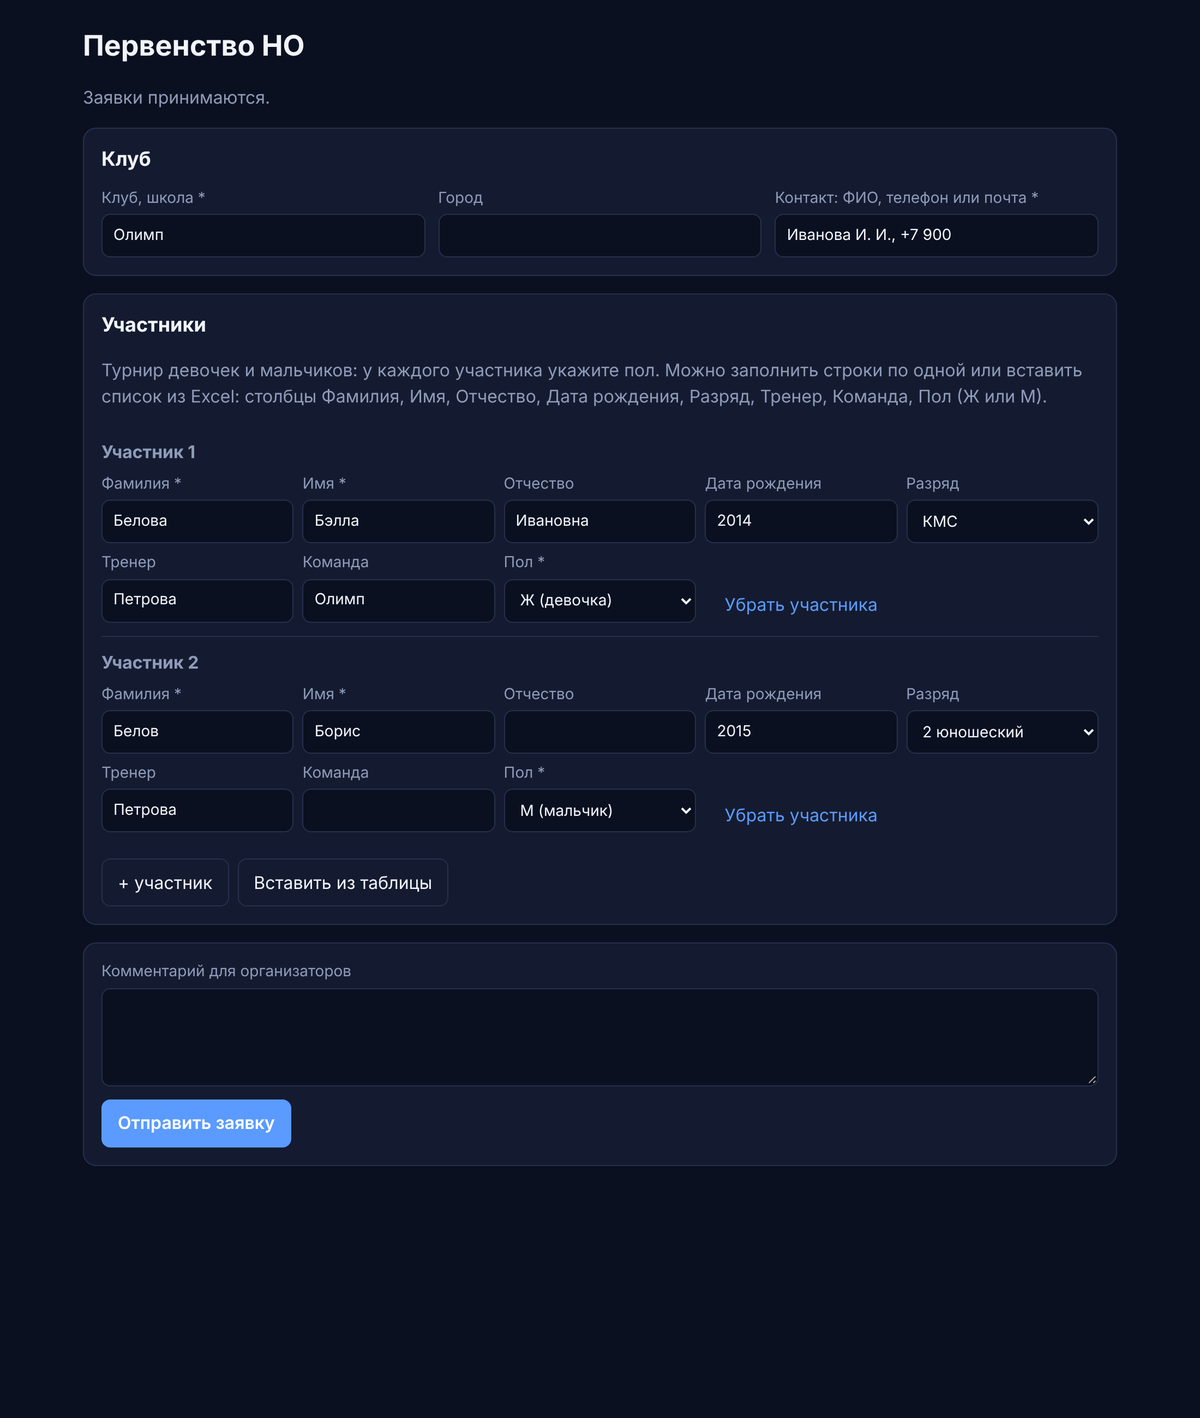 Первенство НО
Заявки принимаются.
Клуб
Клуб, школа *
Город
Контакт: ФИО, телефон или почта *
Олимп
Иванова И. И., +7 900
Участники
Турнир девочек и мальчиков: у каждого участника укажите пол. Можно заполнить строки по одной или вставить
список из Excel: столбцы Фамилия, Имя, Отчество, Дата рождения, Разряд, Тренер, Команда, Пол (Ж или М).
Участник 1
Фамилия *
Имя *
Отчество
Дата рождения
Разряд
Белова
Бэлла
Ивановна
2014
КМС
Тренер
Команда
Пол *
Петрова
Олимп
Ж (девочка)
Убрать участника
Участник 2
Фамилия *
Имя *
Отчество
Дата рождения
Разряд
Белов
Борис
2015
2 юношеский
Тренер
Команда
Пол *
Петрова
М (мальчик)
Убрать участника
+ участник
Вставить из таблицы
Комментарий для организаторов
Отправить заявку